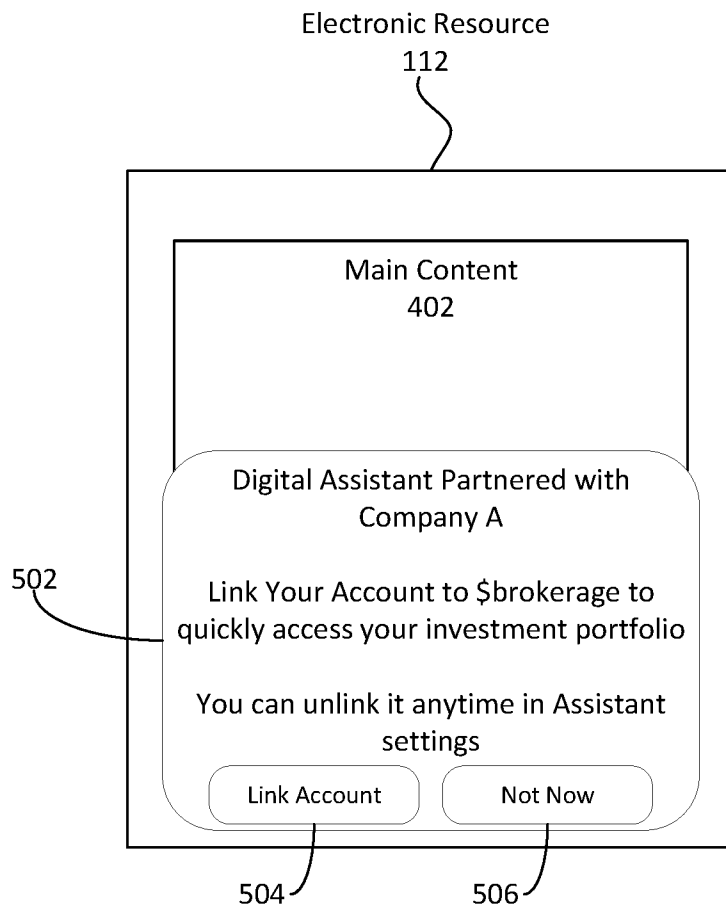 Electronic Resource
112
Main Content
402
Digital Assistant Partnered with
Company A
502
Link Your Account to $brokerage to
quickly access your investment portfolio
You can unlink it anytime in Assistant
settings
Link Account
Not Now
504
506